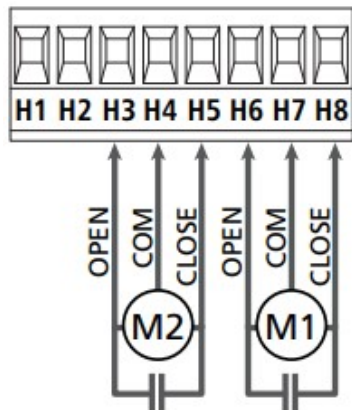 H1 H2 H3 H4 H5 H6 H7 H8
OPEN COM CLOSE OPEN COM CLOSE
M2 M1